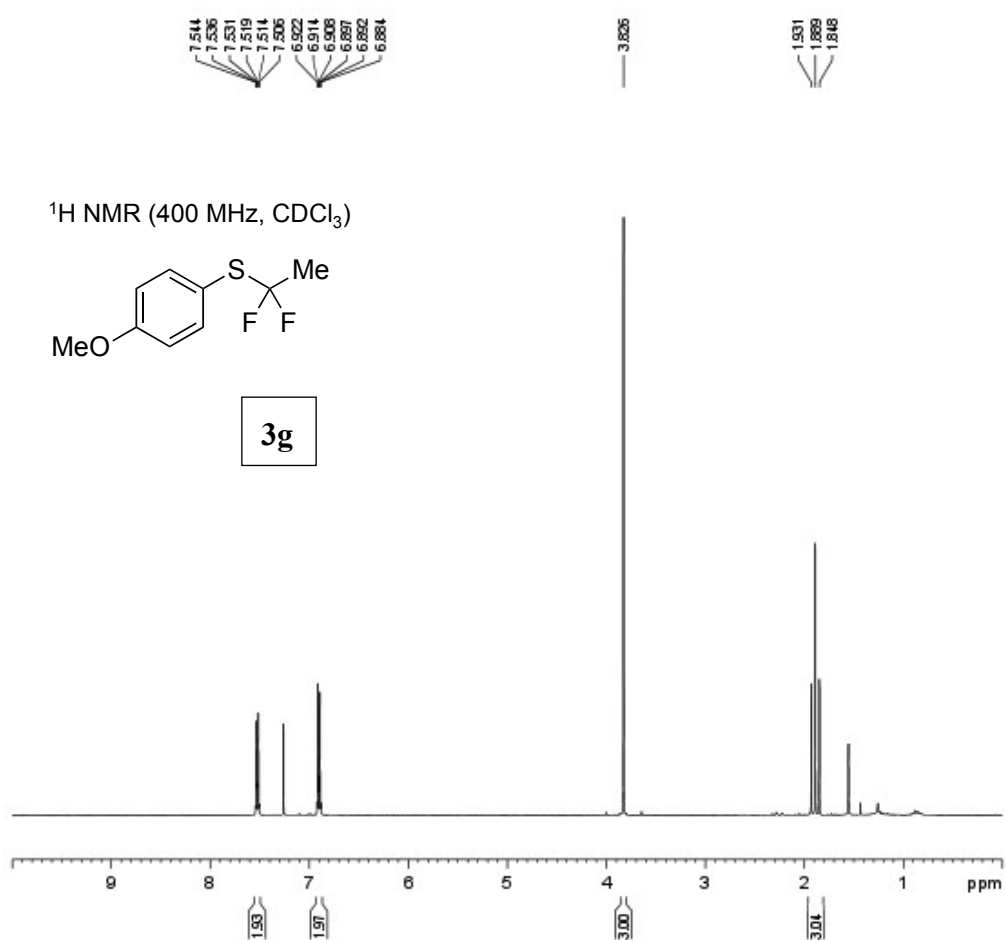 7.544
7.536
7.531
7.519
7.514
7.506
6.922
6.914
6.908
6.897
6.892
6.884
3.826
1.931
1.889
1.848
¹H NMR (400 MHz, CDCl₃)
S
Me
F F
MeO
3g
9 8 7 6 5 4 3 2 1 ppm
1.93 1.97 3.00 3.04